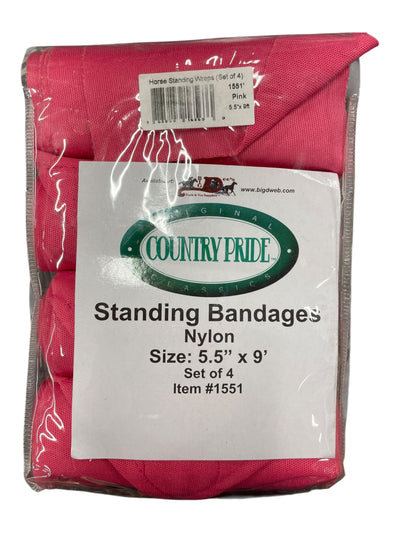 Horse Standing Wraps (Set of 4)
1551'
Pink
5.5"x 9ft
www.bigdweb.com
ORIGINAL
COUNTRY PRIDE
CLASSICS
Standing Bandages
Nylon
Size: 5.5” x 9’
Set of 4
Item #1551